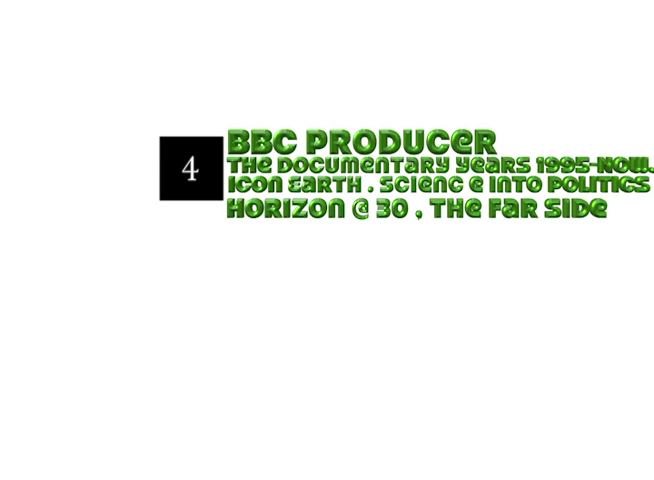 4
BBC PRODUCER
THE DOCUMENTARY YEARS 1995-NOW.
ICON EARTH . SCIENC E INTO POLITICS
HORIZON @ 30 , THE FAR SIDE